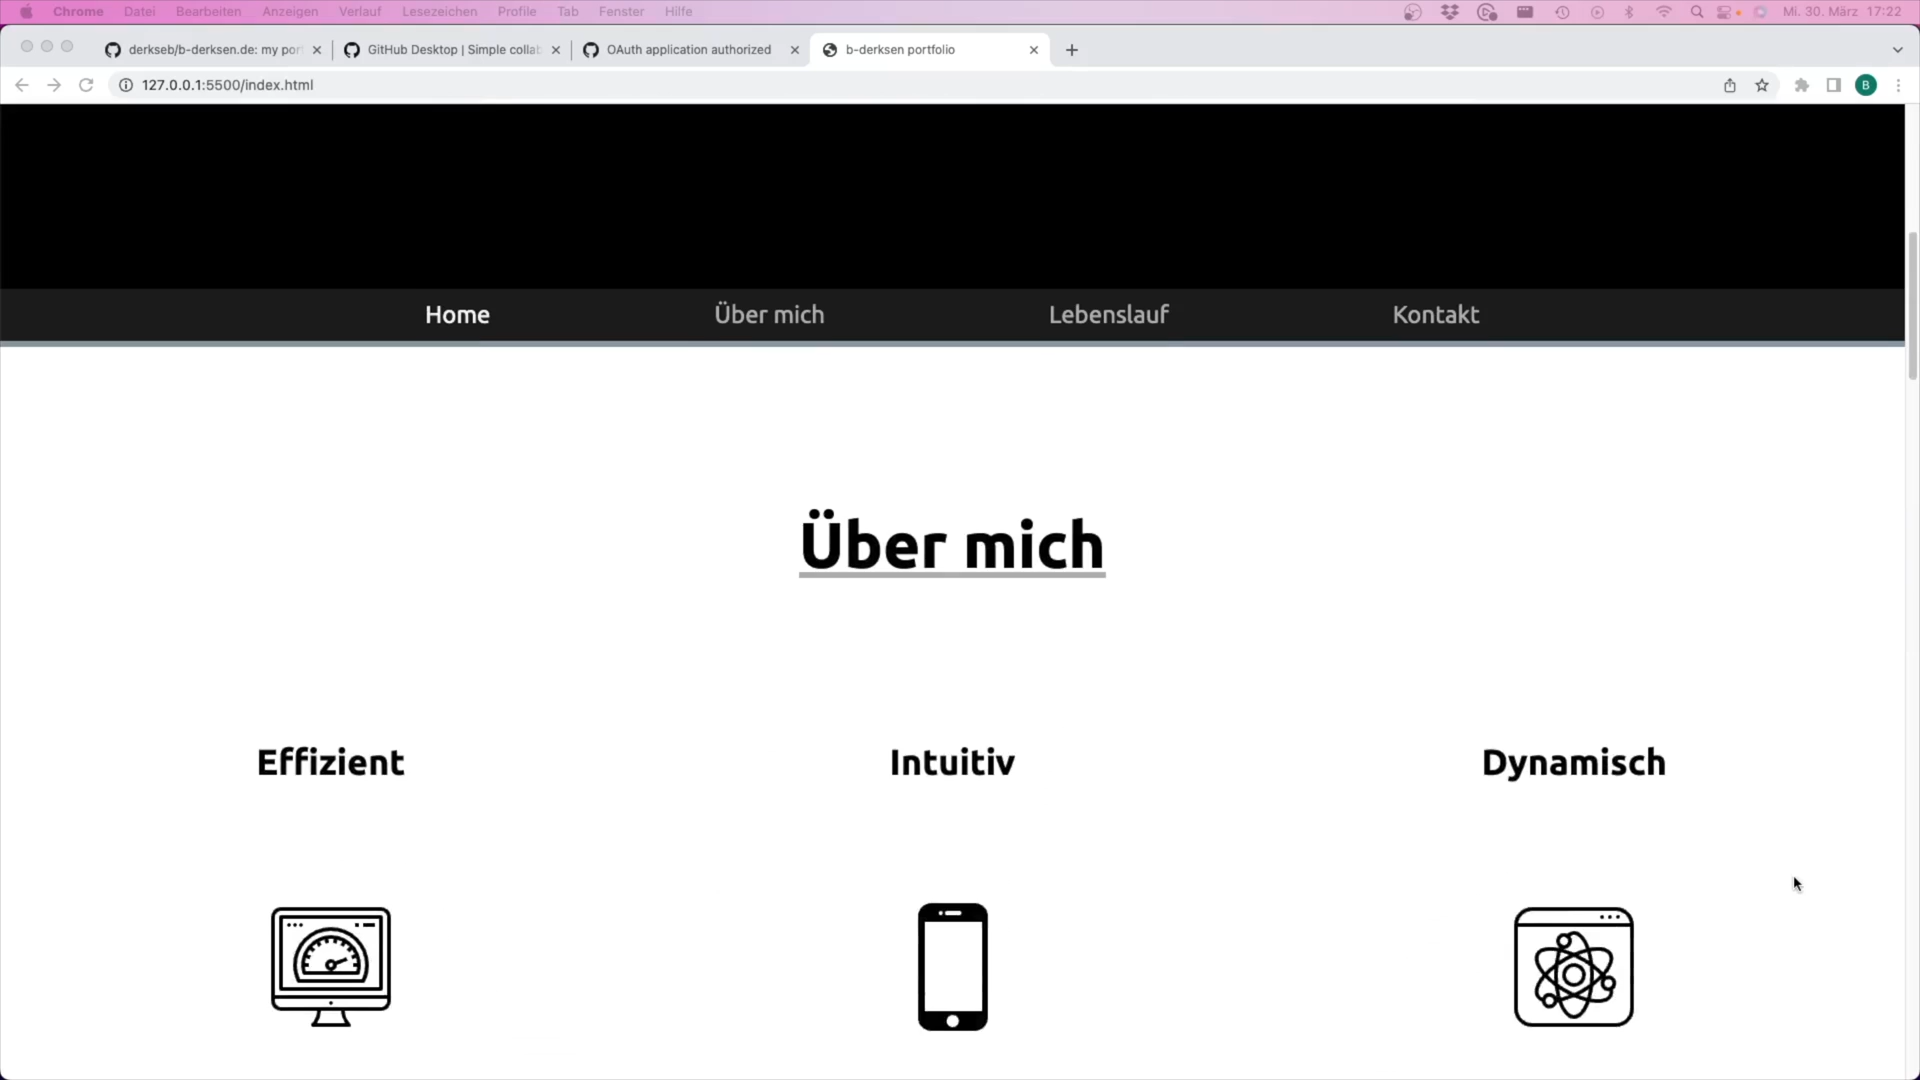 Chrome Datei Bearbeiten Anzeigen Verlauf Lesezeichen Profile Tab Fenster Hilfe Mi. 30. März 17:22
derkseb/b-derksen.de: my por GitHub Desktop | Simple collab OAuth application authorized b-derksen portfolio
127.0.0.1:5500/index.html B
Home Über mich Lebenslauf Kontakt
Über mich
Effizient Intuitiv Dynamisch